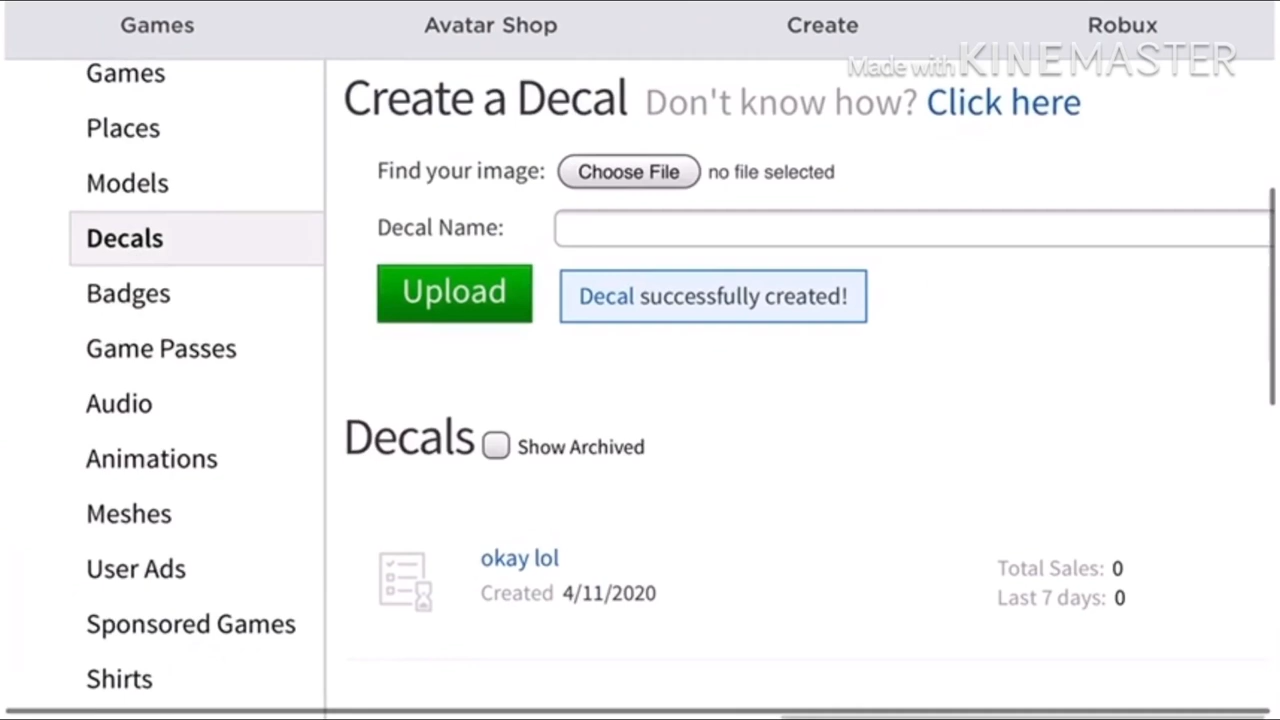 Games Avatar Shop Create Robux
Made with KINEMASTER
Games
Places
Models
Decals
Badges
Game Passes
Audio
Animations
Meshes
User Ads
Sponsored Games
Shirts
Create a Decal Don't know how? Click here
Find your image: Choose File no file selected
Decal Name:
Upload Decal successfully created!
Decals Show Archived
okay lol
Created 4/11/2020
Total Sales: 0
Last 7 days: 0